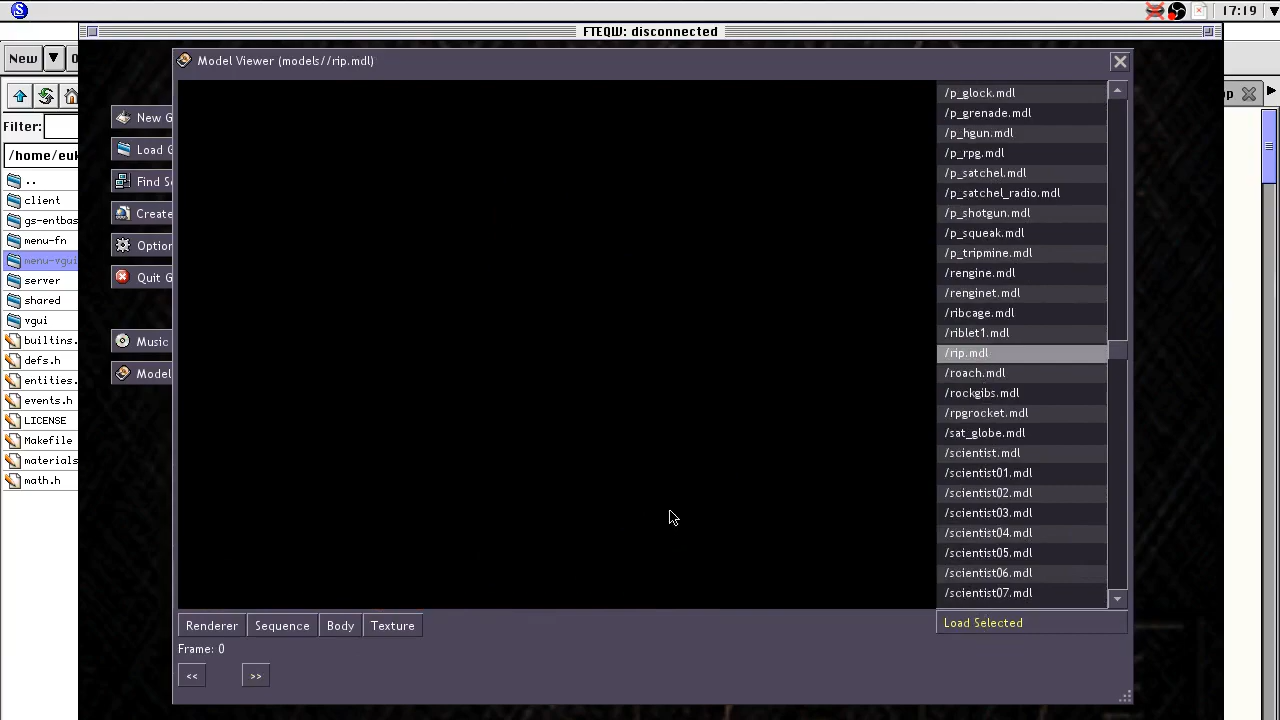 17:19
FTEQW: disconnected
New
Model Viewer (models//rip.mdl)
Filter:
/home/euk
..
client
gs-entbas
menu-fn
menu-vgui
server
shared
vgui
builtins.
defs.h
entities.
events.h
LICENSE
Makefile
materials
math.h
New G
Load G
Find Se
Create
Option
Quit G
Music
Model
/p_glock.mdl
/p_grenade.mdl
/p_hgun.mdl
/p_rpg.mdl
/p_satchel.mdl
/p_satchel_radio.mdl
/p_shotgun.mdl
/p_squeak.mdl
/p_tripmine.mdl
/rengine.mdl
/renginet.mdl
/ribcage.mdl
/riblet1.mdl
/rip.mdl
/roach.mdl
/rockgibs.mdl
/rpgrocket.mdl
/sat_globe.mdl
/scientist.mdl
/scientist01.mdl
/scientist02.mdl
/scientist03.mdl
/scientist04.mdl
/scientist05.mdl
/scientist06.mdl
/scientist07.mdl
Load Selected
Renderer Sequence Body Texture
Frame: 0
<< >>